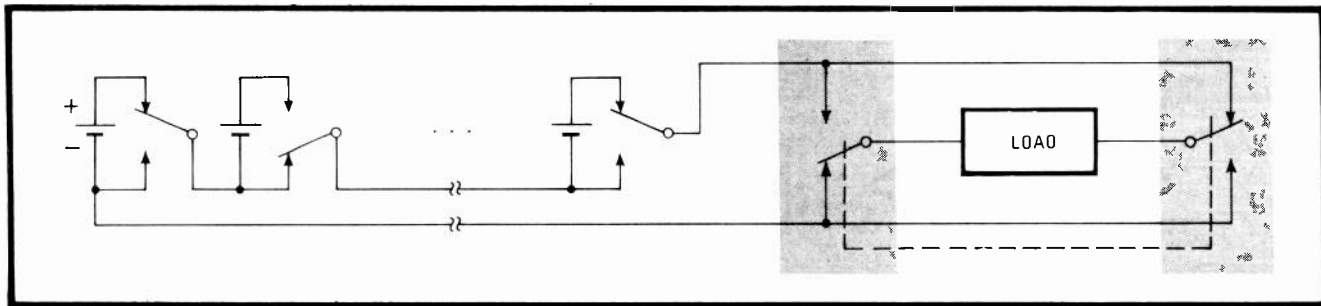 +
−
. . .
LOAO